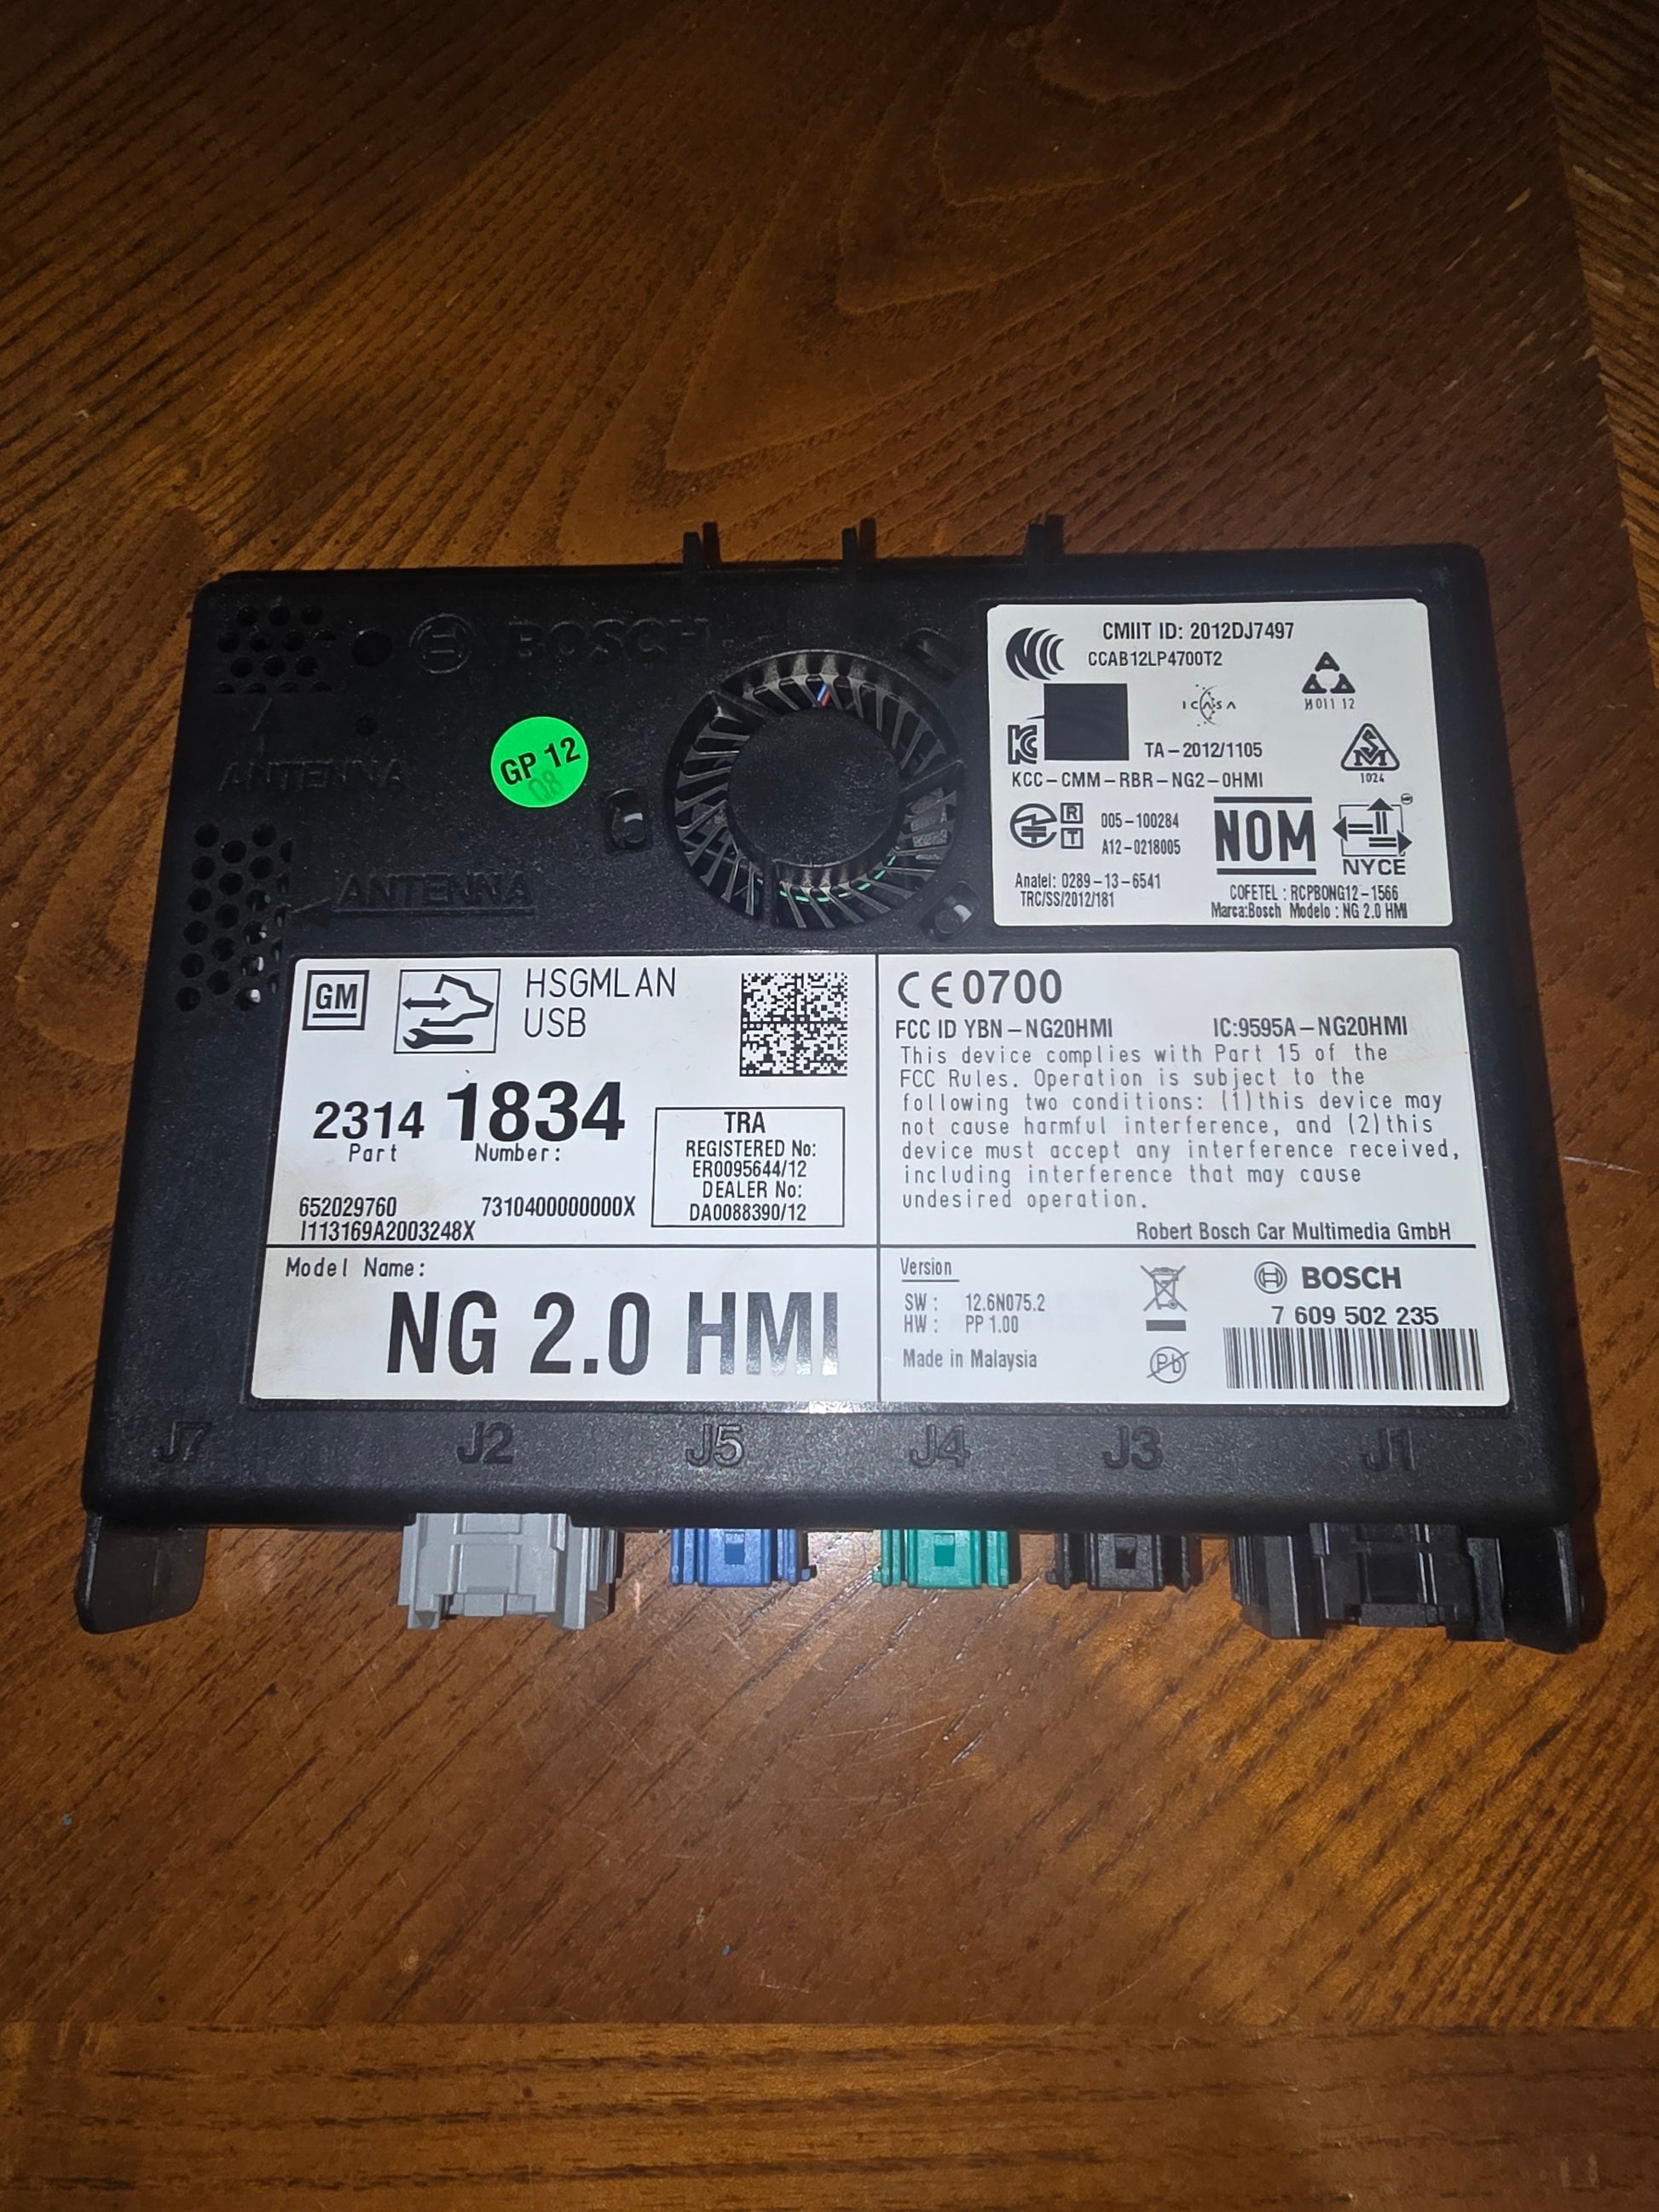 BOSCH
ANTENNA
ANTENNA
GP 12
08
CMIIT ID: 2012DJ7497
CCAB12LP4700T2
ICASA
TA-2012/1105
KCC-CMM-RBR-NG2-0HMI
1024
R
T
005-100284
A12-0218005
NOM
NYCE
Anatel: 0289-13-6541
TRC/SS/2012/181
COFETEL : RCPBONG12-1566
Marca:Bosch Modelo : NG 2.0 HMI
GM
HSGMLAN
USB
2314 1834
Part Number:
652029760 7310400000000X
I113169A2003248X
TRA
REGISTERED No:
ER0095644/12
DEALER No:
DA0088390/12
Model Name:
NG 2.0 HMI
CE0700
FCC ID YBN-NG20HMI IC:9595A-NG20HMI
This device complies with Part 15 of the
FCC Rules. Operation is subject to the
following two conditions: (1)this device may
not cause harmful interference, and (2)this
device must accept any interference received,
including interference that may cause
undesired operation.
Robert Bosch Car Multimedia GmbH
Version
SW : 12.6N075.2
HW : PP 1.00
Made in Malaysia
Pb
BOSCH
7 609 502 235
J7 J2 J5 J4 J3 J1